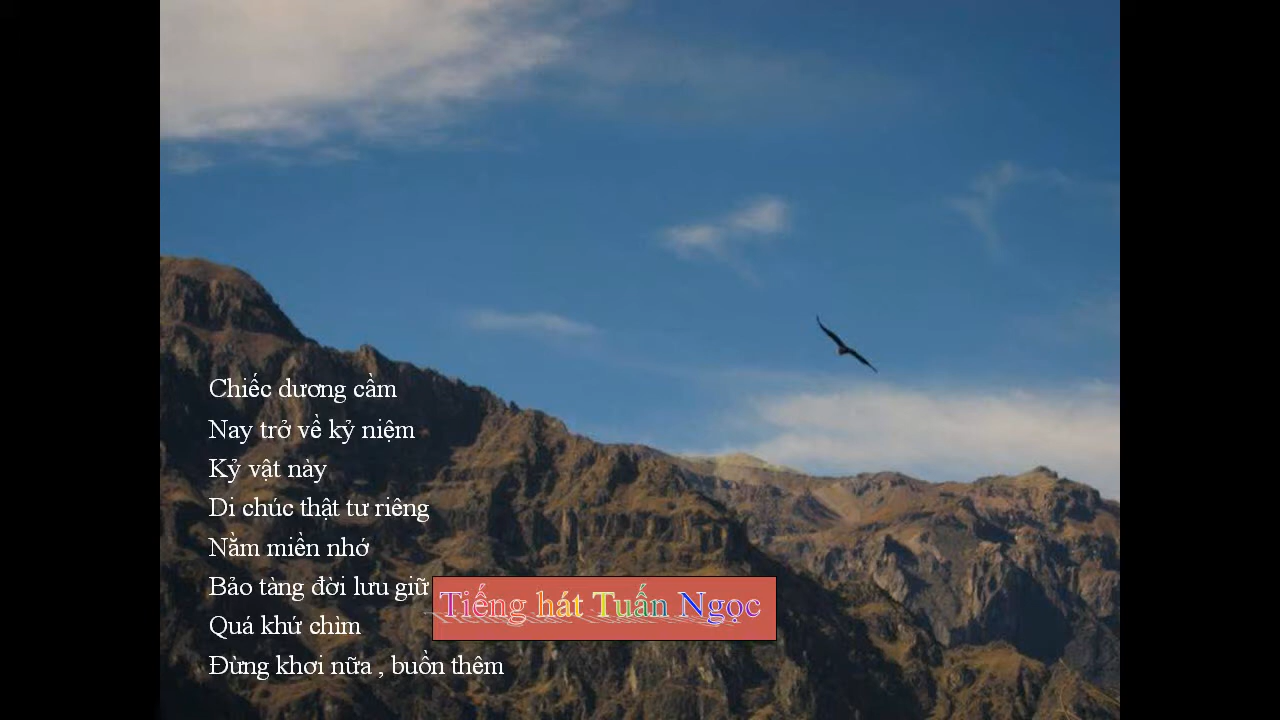 Chiếc dương cầm
Nay trở về kỷ niệm
Kỷ vật này
Di chúc thật tư riêng
Nằm miền nhớ
Bảo tàng đời lưu giữ
Tiếng hát Tuấn Ngọc
Quá khứ chìm
Đừng khơi nữa , buồn thêm